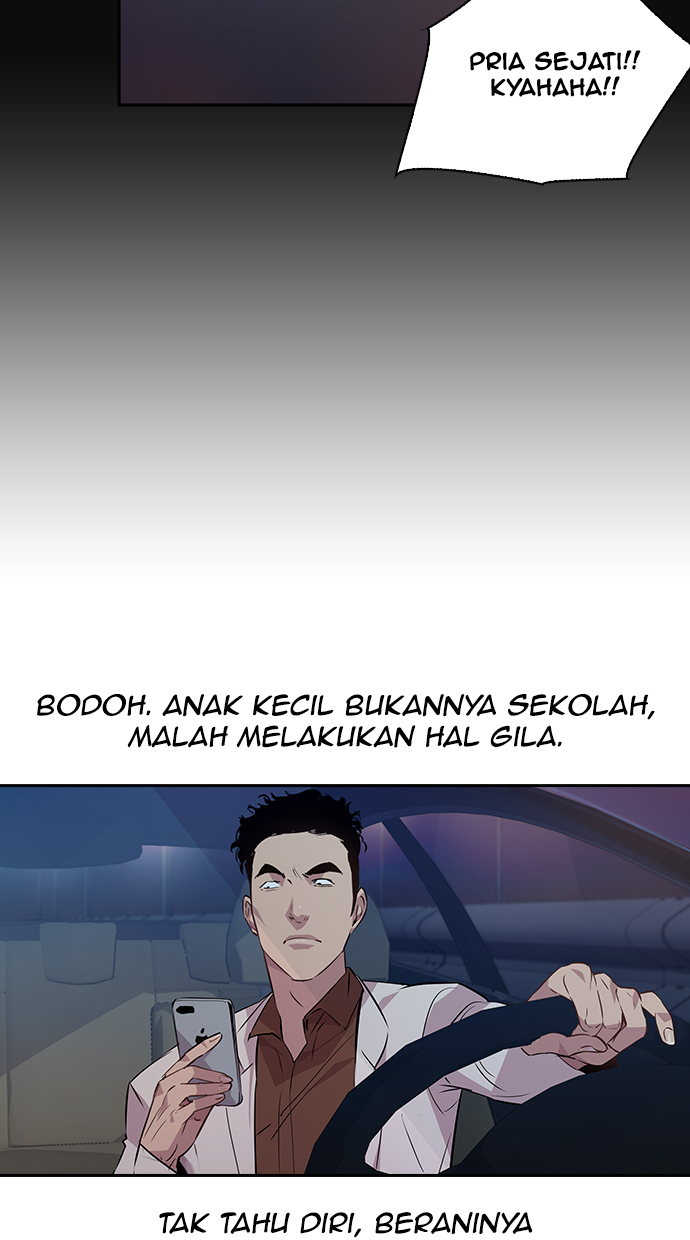 PRIA SEJATI!!
KYAHAHA!!
BODOH. ANAK KECIL BUKANNYA SEKOLAH,
MALAH MELAKUKAN HAL GILA.
TAK TAHU DIRI, BERANINYA